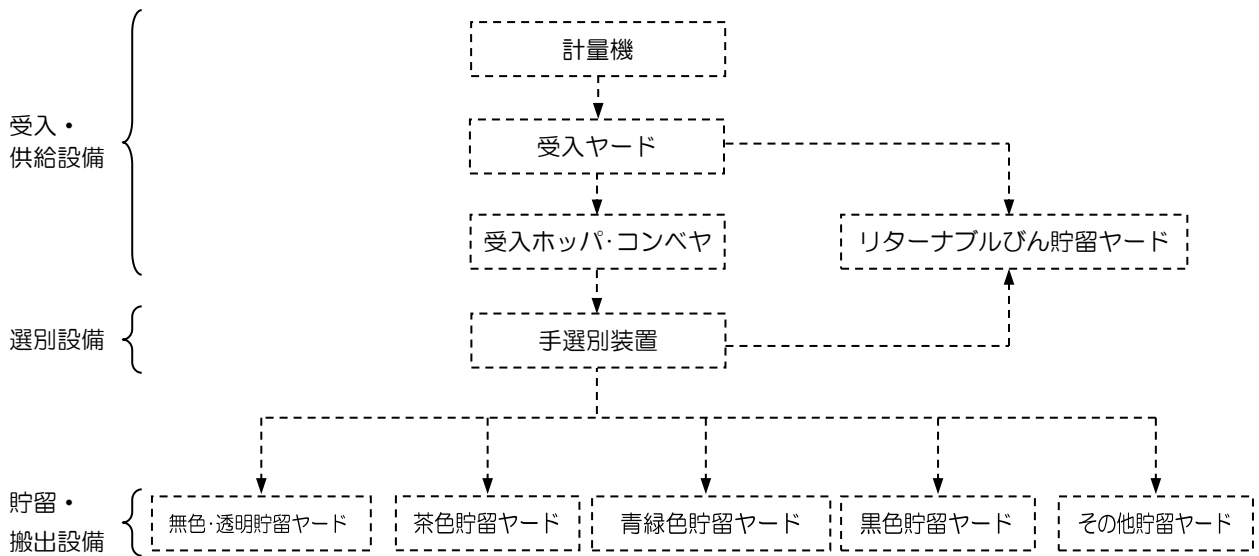 計量機
受入・
供給設備
受入ヤード
受入ホッパ・コンベヤ
リターナブルびん貯留ヤード
選別設備
手選別装置
貯留・
搬出設備
無色・透明貯留ヤード
茶色貯留ヤード
青緑色貯留ヤード
黒色貯留ヤード
その他貯留ヤード